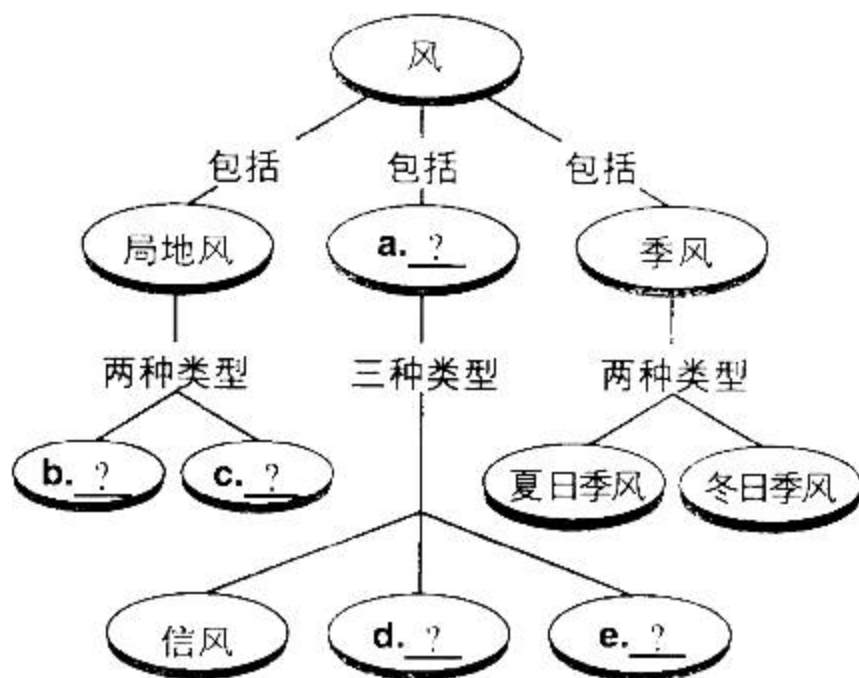 风
包括 包括 包括
局地风 a. ? 季风
两种类型 三种类型 两种类型
b. ? c. ? 夏日季风 冬日季风
信风 d. ? e. ?